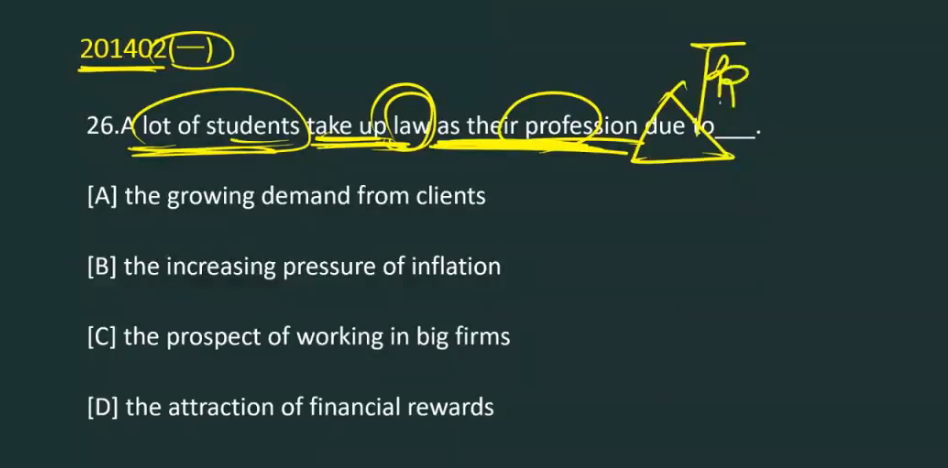 201402(一)
26.A lot of students take up law as their profession due to___.
[A] the growing demand from clients
[B] the increasing pressure of inflation
[C] the prospect of working in big firms
[D] the attraction of financial rewards